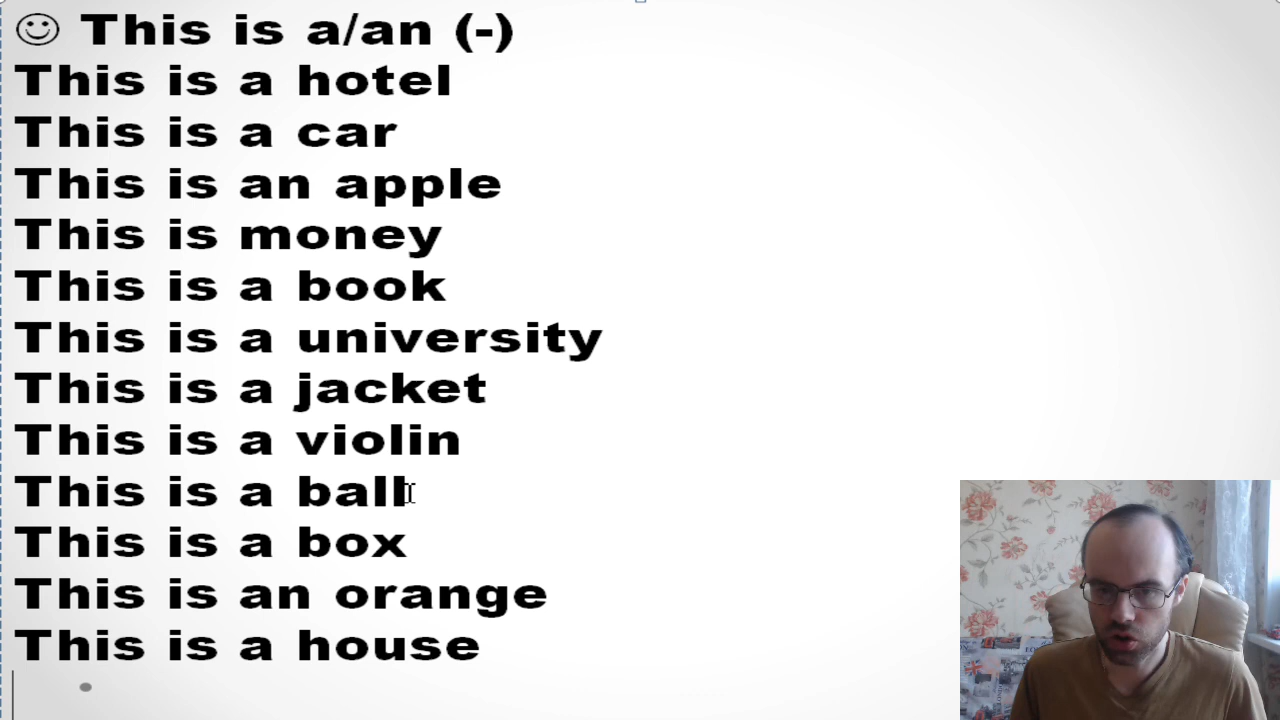 ☺ This is a/an (-)
This is a hotel
This is a car
This is an apple
This is money
This is a book
This is a university
This is a jacket
This is a violin
This is a ball
This is a box
This is an orange
This is a house